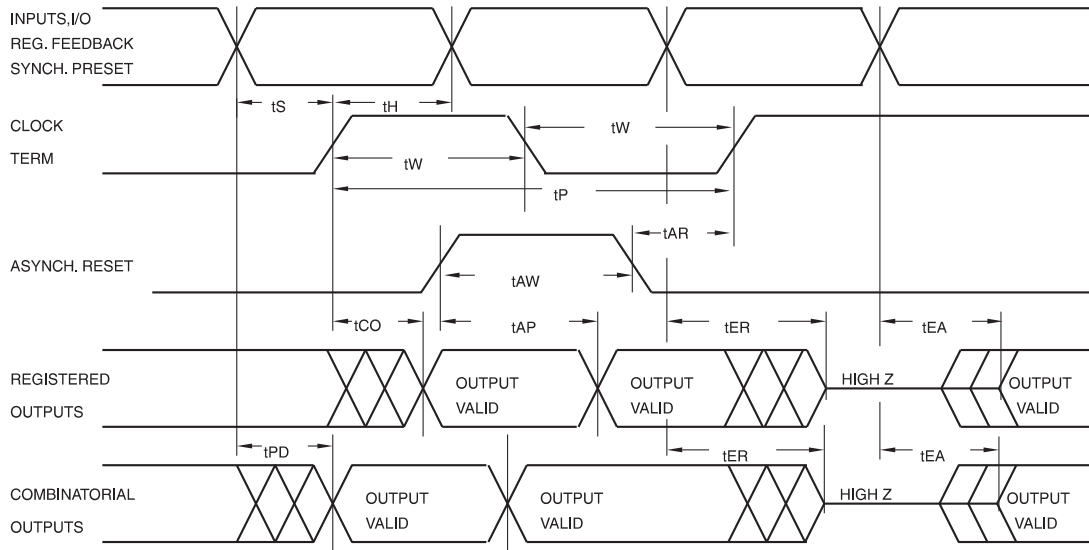 INPUTS,I/O
REG. FEEDBACK
SYNCH. PRESET
tS
tH
CLOCK
TERM
tW
tW
tP
tAR
ASYNCH. RESET
tAW
tCO
tAP
tER
tEA
REGISTERED
OUTPUTS
OUTPUT
VALID
OUTPUT
VALID
HIGH Z
OUTPUT
VALID
tPD
tER
tEA
COMBINATORIAL
OUTPUTS
OUTPUT
VALID
OUTPUT
VALID
HIGH Z
OUTPUT
VALID